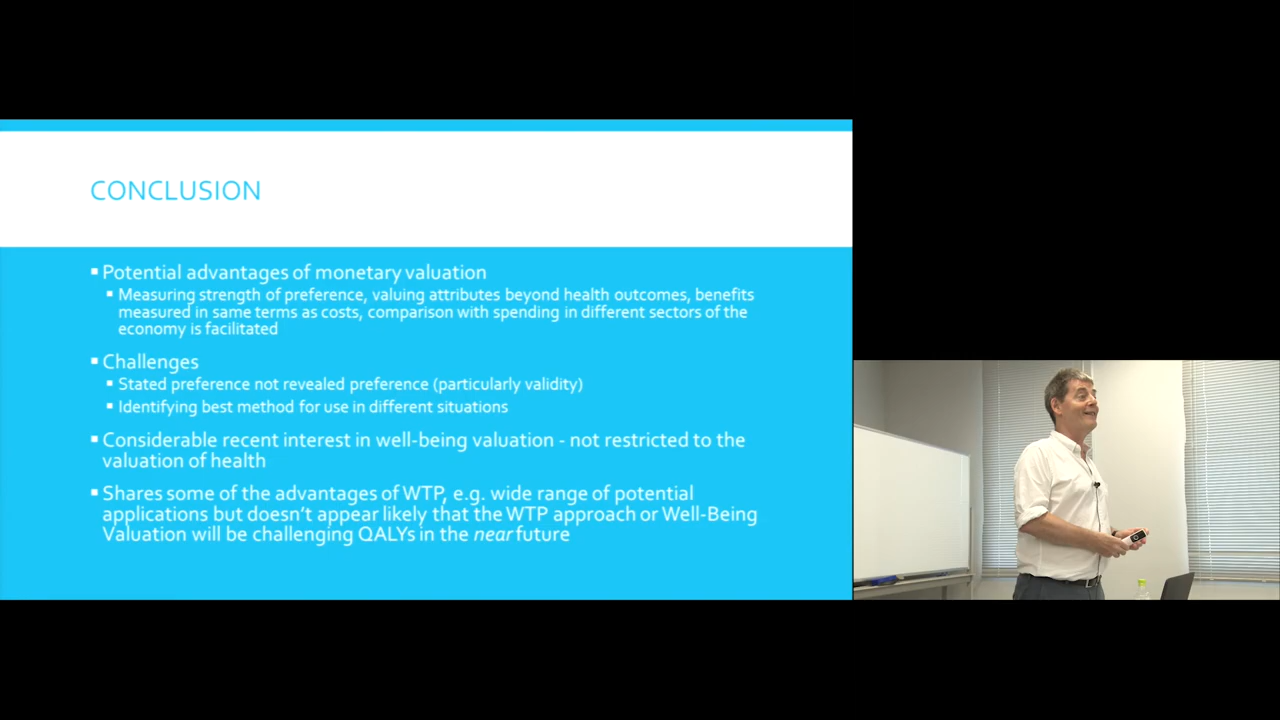 CONCLUSION
Potential advantages of monetary valuation
Measuring strength of preference, valuing attributes beyond health outcomes, benefits
measured in same terms as costs, comparison with spending in different sectors of the
economy is facilitated
Challenges
Stated preference not revealed preference (particularly validity)
Identifying best method for use in different situations
Considerable recent interest in well-being valuation - not restricted to the
valuation of health
Shares some of the advantages of WTP, e.g. wide range of potential
applications but doesn't appear likely that the WTP approach or Well-Being
Valuation will be challenging QALYs in the near future